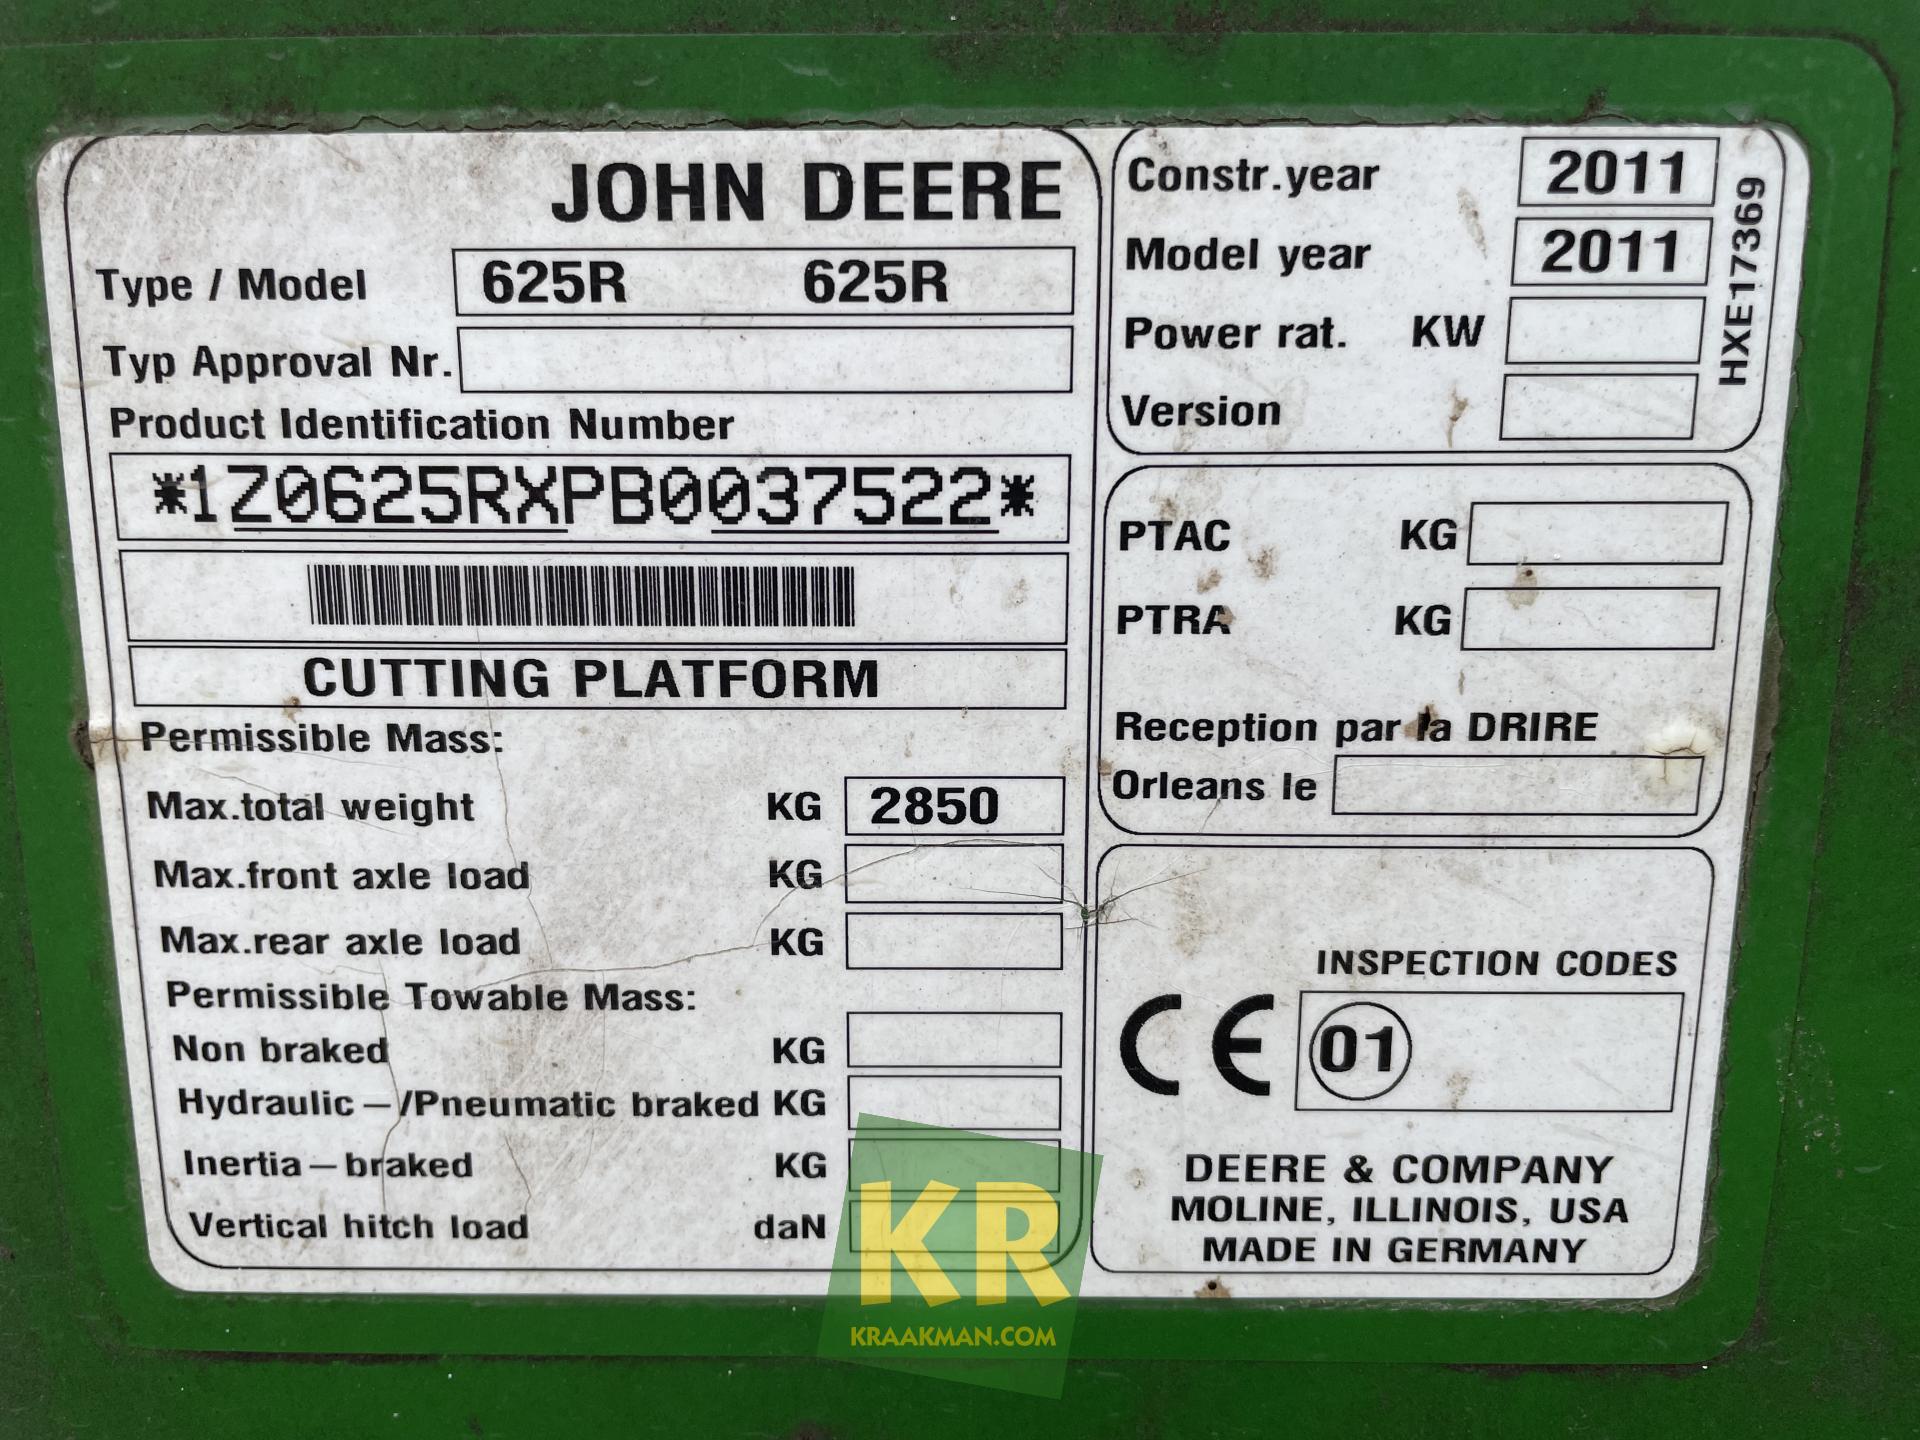 JOHN DEERE
Type / Model 625R 625R
Typ Approval Nr.
Product Identification Number
*1Z0625RXPB0037522*
CUTTING PLATFORM
Permissible Mass:
Max.total weight KG 2850
Max.front axle load KG
Max.rear axle load KG
Permissible Towable Mass:
Non braked KG
Hydraulic-/Pneumatic braked KG
Inertia-braked KG
Vertical hitch load daN
Constr.year 2011
Model year 2011
Power rat. KW
Version
HXE17369
PTAC KG
PTRA KG
Reception par la DRIRE
Orleans le
INSPECTION CODES
CE 01
DEERE & COMPANY
MOLINE, ILLINOIS, USA
MADE IN GERMANY
KR
KRAAKMAN.COM